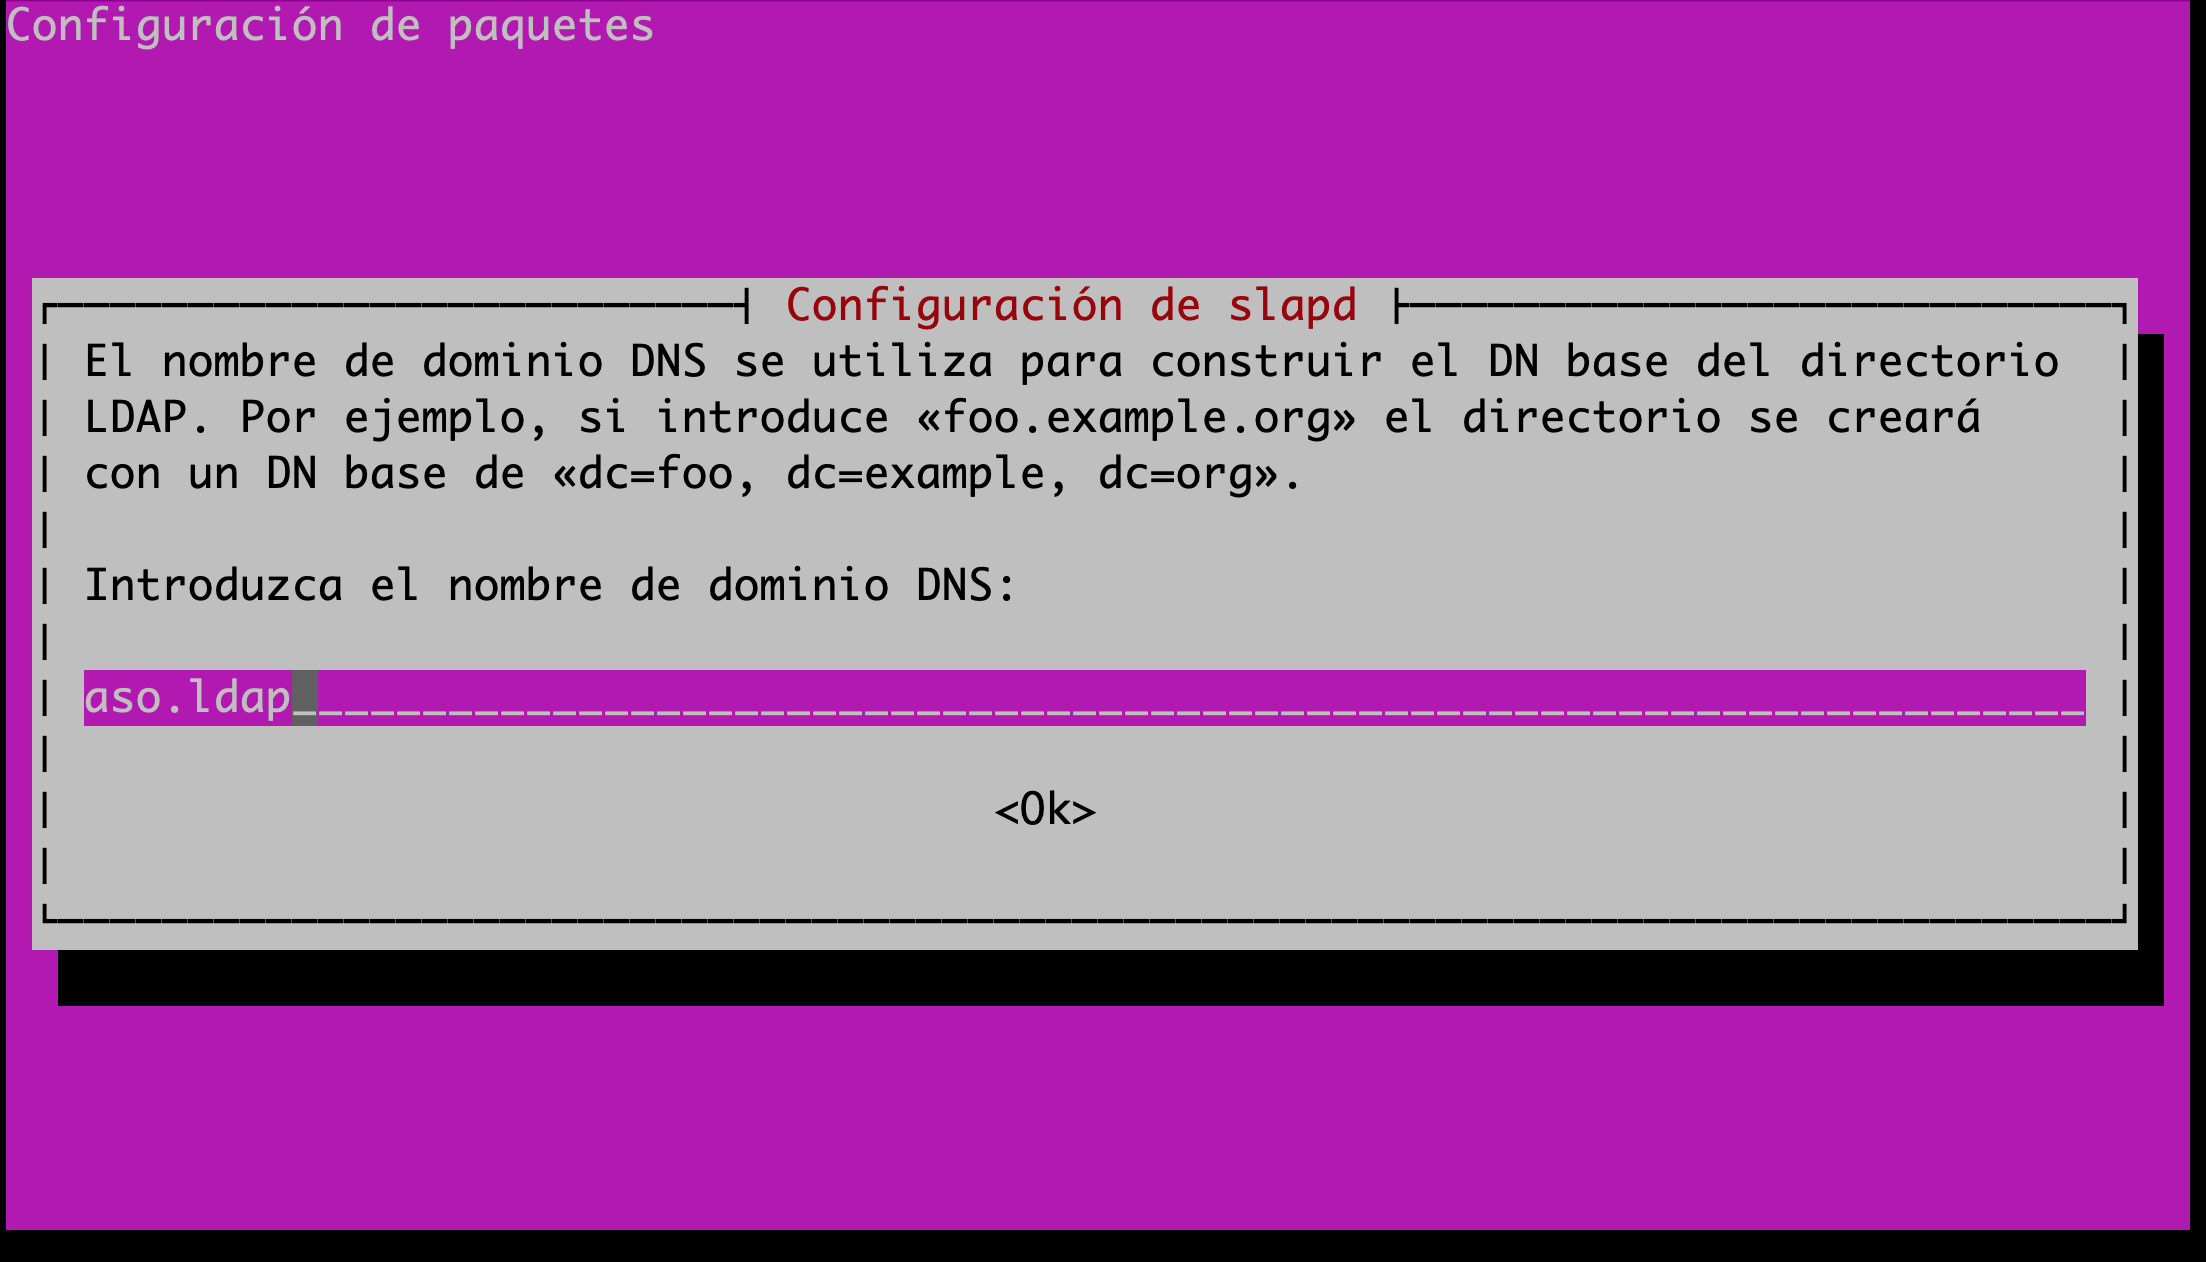 Configuración de paquetes
Configuración de slapd
El nombre de dominio DNS se utiliza para construir el DN base del directorio
LDAP. Por ejemplo, si introduce «foo.example.org» el directorio se creará
con un DN base de «dc=foo, dc=example, dc=org».
Introduzca el nombre de dominio DNS:
aso.ldap
<Ok>